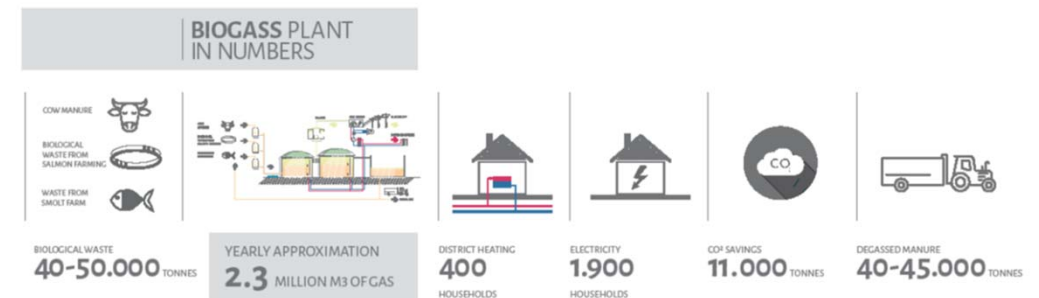 BIOGASS PLANT
IN NUMBERS
COW MANURE
BIOLOGICAL
WASTE FROM
SALMON FARMING
WASTE FROM
SMOLT FARM
CO₂
BIOLOGICAL WASTE
40-50.000 TONNES
YEARLY APPROXIMATION
2.3 MILLION M3 OF GAS
DISTRICT HEATING
400
HOUSEHOLDS
ELECTRICITY
1.900
HOUSEHOLDS
CO² SAVINGS
11.000 TONNES
DEGASSED MANURE
40-45.000 TONNES